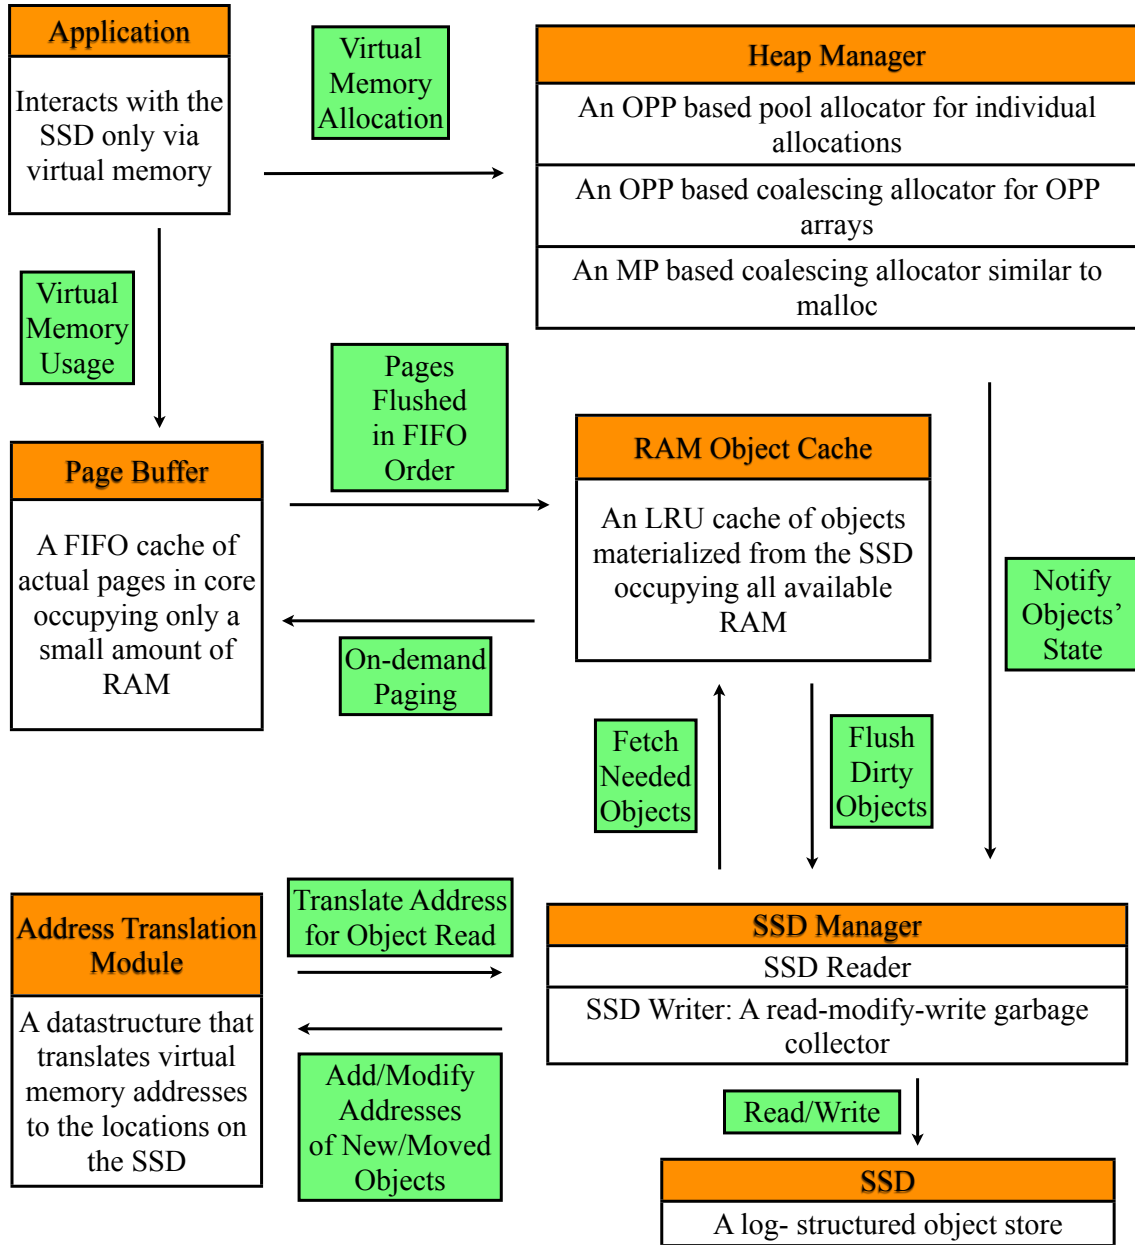 Application
Interacts with the
SSD only via
virtual memory
Virtual
Memory
Allocation
Heap Manager
An OPP based pool allocator for individual
allocations
An OPP based coalescing allocator for OPP
arrays
An MP based coalescing allocator similar to
malloc
Virtual
Memory
Usage
Pages
Flushed
in FIFO
Order
Page Buffer
A FIFO cache of
actual pages in core
occupying only a
small amount of
RAM
RAM Object Cache
An LRU cache of objects
materialized from the SSD
occupying all available
RAM
On-demand
Paging
Notify
Objects’
State
Fetch
Needed
Objects
Flush
Dirty
Objects
Address Translation
Module
A datastructure that
translates virtual
memory addresses
to the locations on
the SSD
Translate Address
for Object Read
Add/Modify
Addresses
of New/Moved
Objects
SSD Manager
SSD Reader
SSD Writer: A read-modify-write garbage
collector
Read/Write
SSD
A log- structured object store